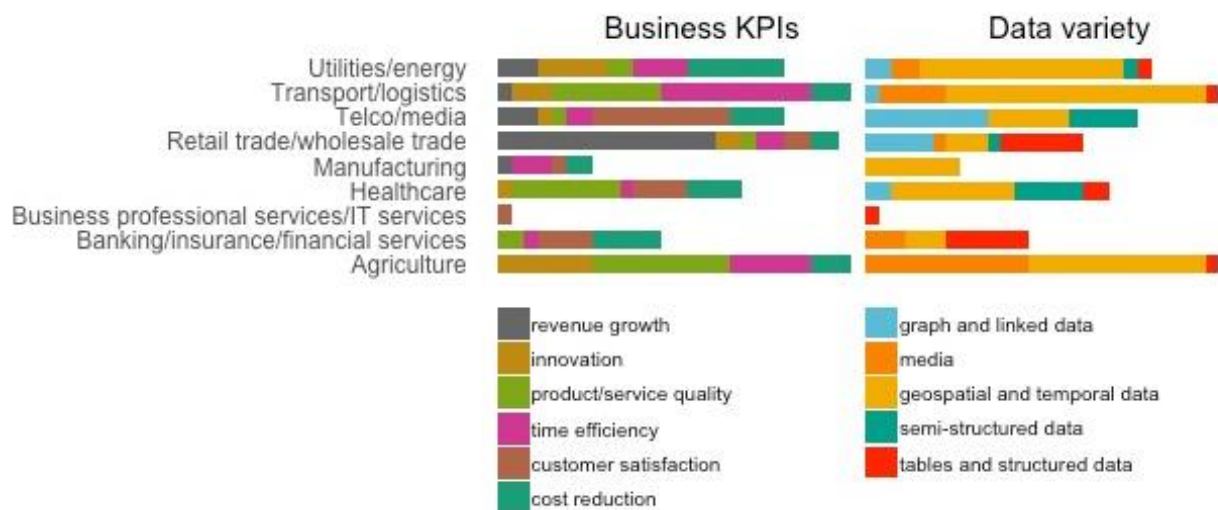 Business KPIs
Data variety
Utilities/energy
Transport/logistics
Telco/media
Retail trade/wholesale trade
Manufacturing
Healthcare
Business professional services/IT services
Banking/insurance/financial services
Agriculture
revenue growth
innovation
product/service quality
time efficiency
customer satisfaction
cost reduction
graph and linked data
media
geospatial and temporal data
semi-structured data
tables and structured data